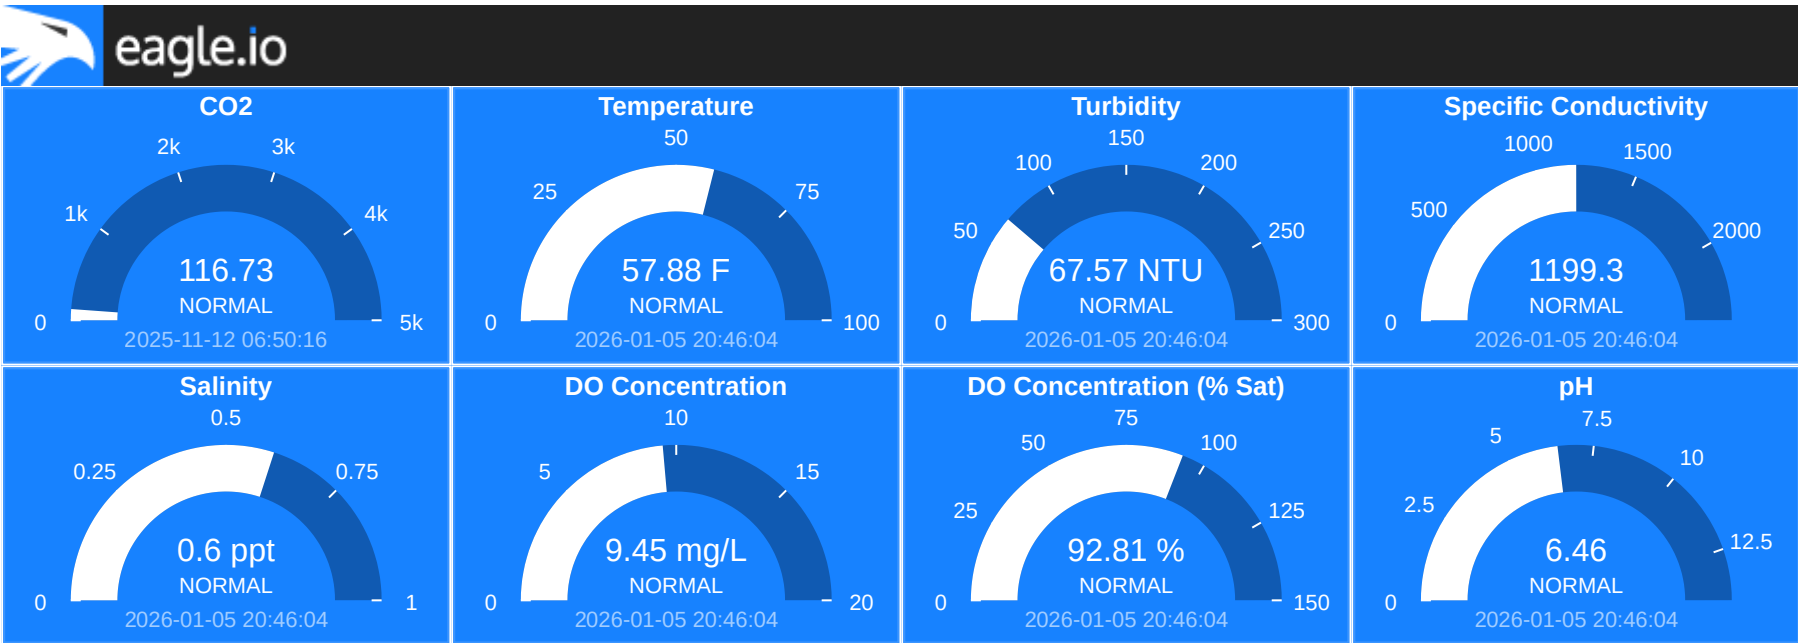 eagle.io
CO2
0
1k
2k
3k
4k
5k
116.73
NORMAL
2025-11-12 06:50:16
Temperature
0
25
50
75
100
57.88 F
NORMAL
2026-01-05 20:46:04
Turbidity
0
50
100
150
200
250
300
67.57 NTU
NORMAL
2026-01-05 20:46:04
Specific Conductivity
0
500
1000
1500
2000
1199.3
NORMAL
2026-01-05 20:46:04
Salinity
0
0.25
0.5
0.75
1
0.6 ppt
NORMAL
2026-01-05 20:46:04
DO Concentration
0
5
10
15
20
9.45 mg/L
NORMAL
2026-01-05 20:46:04
DO Concentration (% Sat)
0
25
50
75
100
125
150
92.81 %
NORMAL
2026-01-05 20:46:04
pH
0
2.5
5
7.5
10
12.5
6.46
NORMAL
2026-01-05 20:46:04